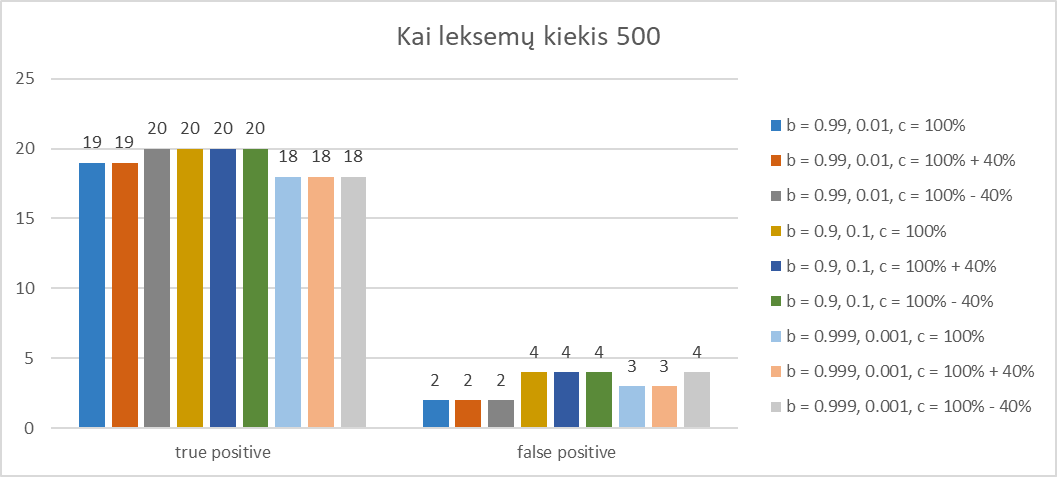 Kai leksemų kiekis 500
25
20
15
10
5
0
19 19 20 20 20 20 18 18 18
2 2 2 4 4 4 3 3 4
true positive
false positive
b = 0.99, 0.01, c = 100%
b = 0.99, 0.01, c = 100% + 40%
b = 0.99, 0.01, c = 100% - 40%
b = 0.9, 0.1, c = 100%
b = 0.9, 0.1, c = 100% + 40%
b = 0.9, 0.1, c = 100% - 40%
b = 0.999, 0.001, c = 100%
b = 0.999, 0.001, c = 100% + 40%
b = 0.999, 0.001, c = 100% - 40%